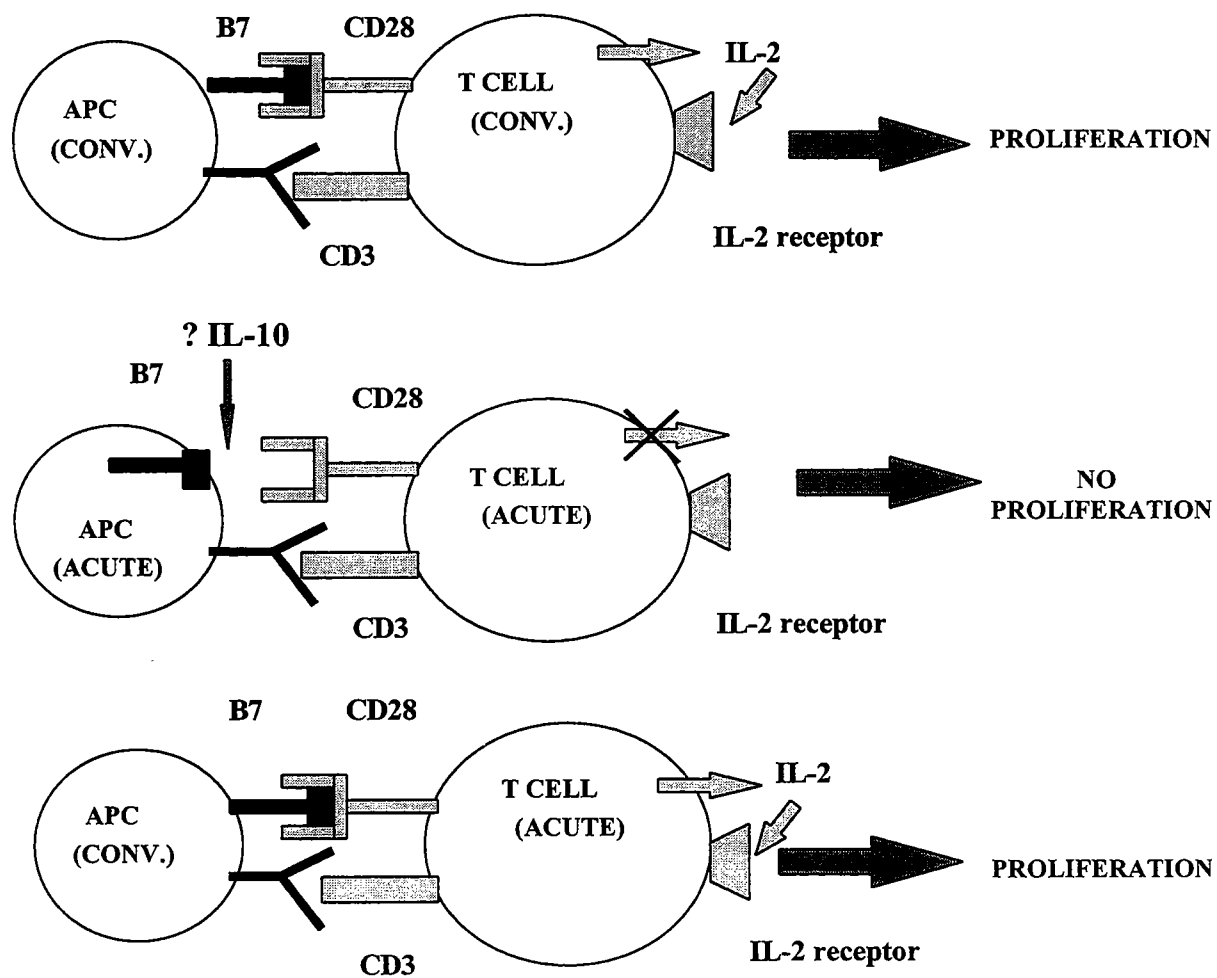 B7 CD28
IL-2
APC
(CONV.)
T CELL
(CONV.)
PROLIFERATION
IL-2 receptor
CD3
? IL-10
B7
CD28
T CELL
(ACUTE)
NO
PROLIFERATION
APC
(ACUTE)
CD3
IL-2 receptor
B7 CD28
IL-2
T CELL
(ACUTE)
APC
(CONV.)
PROLIFERATION
IL-2 receptor
CD3